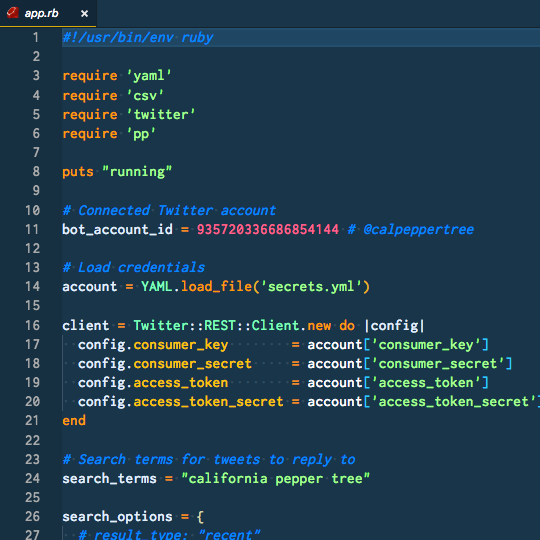 app.rb ×
1 #!/usr/bin/env ruby
2
3 require 'yaml'
4 require 'csv'
5 require 'twitter'
6 require 'pp'
7
8 puts "running"
9
10 # Connected Twitter account
11 bot_account_id = 935720336686854144 # @calpeppertree
12
13 # Load credentials
14 account = YAML.load_file('secrets.yml')
15
16 client = Twitter::REST::Client.new do |config|
17   config.consumer_key        = account['consumer_key']
18   config.consumer_secret     = account['consumer_secret']
19   config.access_token        = account['access_token']
20   config.access_token_secret = account['access_token_secret']
21 end
22
23 # Search terms for tweets to reply to
24 search_terms = "california pepper tree"
25
26 search_options = {
27   # result_type: "recent"